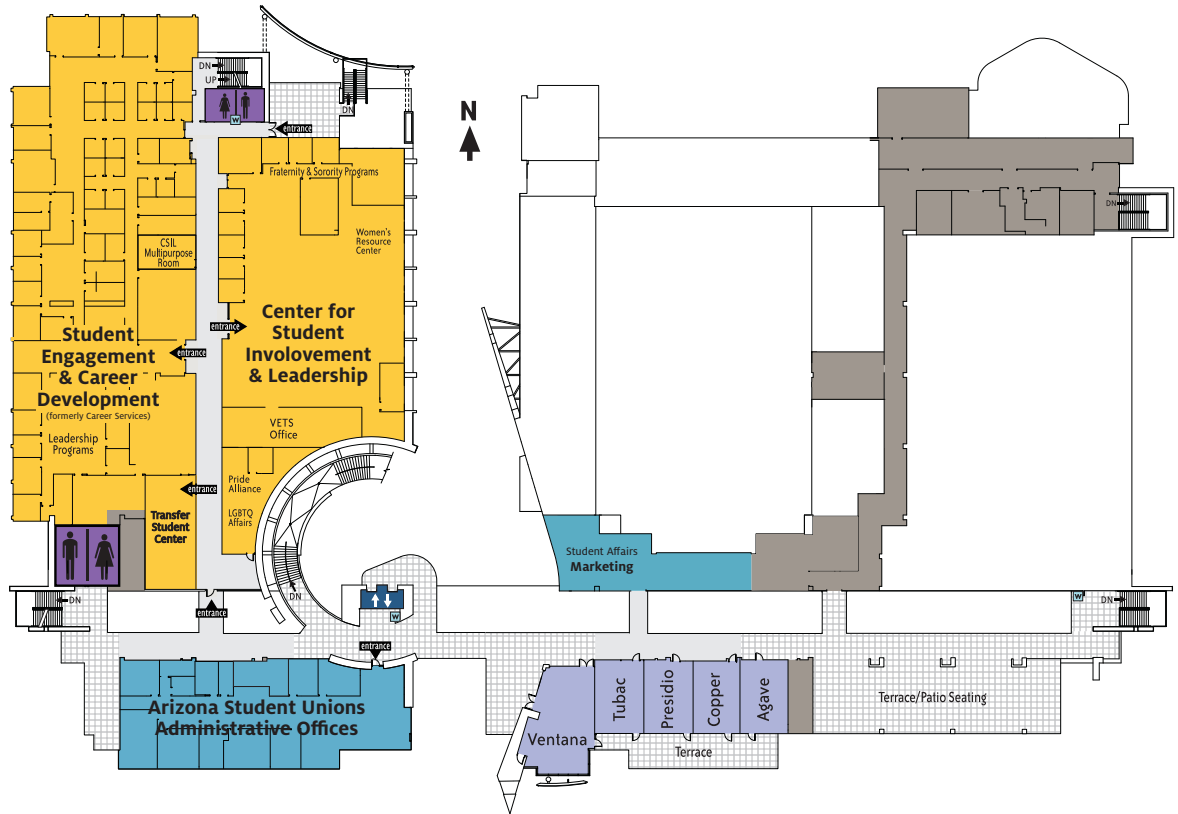 DN
UP
DN
W
entrance
N
Fraternity & Sorority Programs
DN
Women's
Resource
Center
CSIL
Multipurpose
Room
Center for
Student
Involovement
& Leadership
entrance
Student
Engagement
& Career
Development
(formerly Career Services)
entrance
Leadership
Programs
VETS
Office
Pride
Alliance
LGBTQ
Affairs
entrance
Transfer
Student
Center
Student Affairs
Marketing
DN
DN
W
entrance
W
DN
entrance
Arizona Student Unions
Administrative Offices
Ventana
Tubac
Presidio
Copper
Agave
Terrace
Terrace/Patio Seating